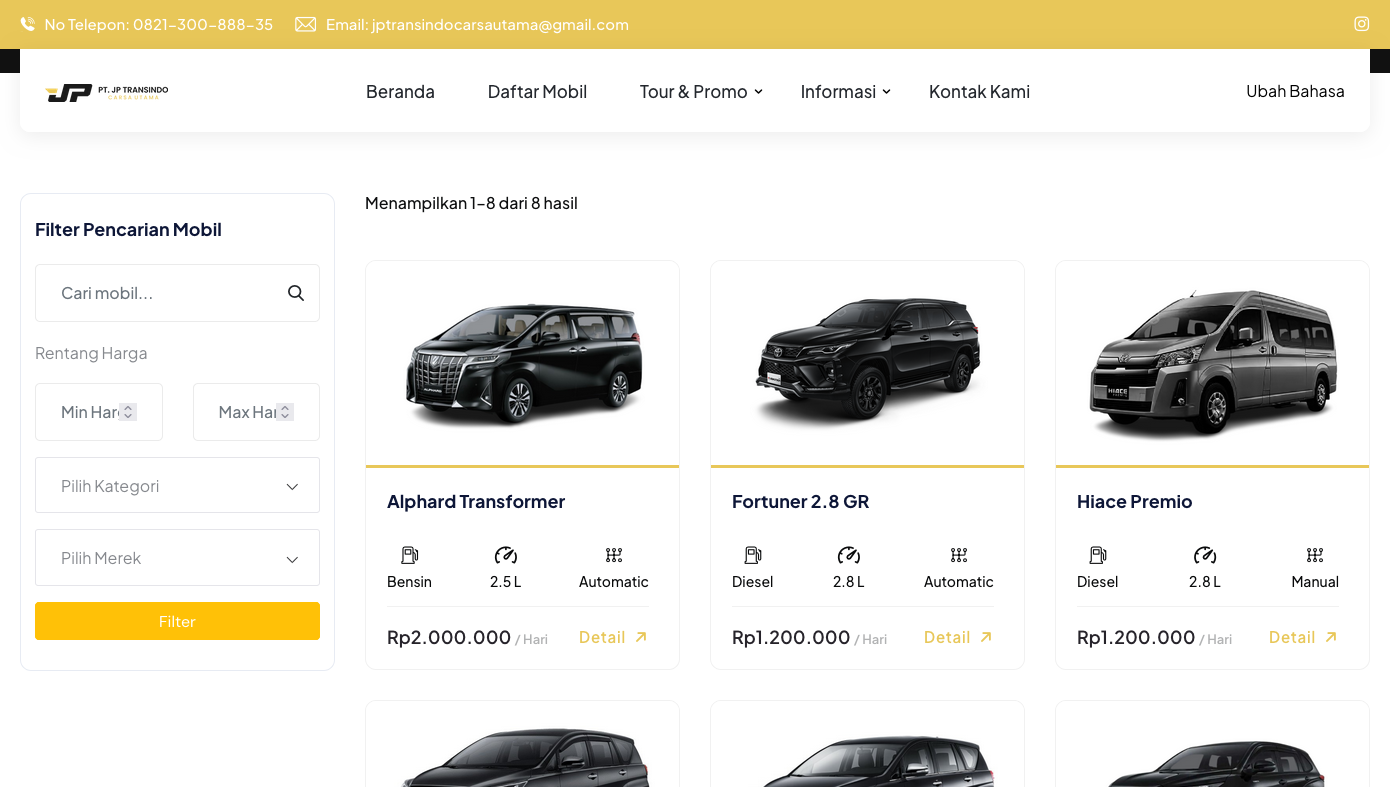 No Telepon: 0821-300-888-35
Email: jptransindocarsautama@gmail.com
JP PT. JP TRANSINDO
CARSA UTAMA
Beranda
Daftar Mobil
Tour & Promo
Informasi
Kontak Kami
Ubah Bahasa
Filter Pencarian Mobil
Cari mobil...
Rentang Harga
Min Har
Max Har
Pilih Kategori
Pilih Merek
Filter
Menampilkan 1–8 dari 8 hasil
Alphard Transformer
Bensin
2.5 L
Automatic
Rp2.000.000 / Hari
Detail
Fortuner 2.8 GR
Diesel
2.8 L
Automatic
Rp1.200.000 / Hari
Detail
HIACE
Hiace Premio
Diesel
2.8 L
Manual
Rp1.200.000 / Hari
Detail